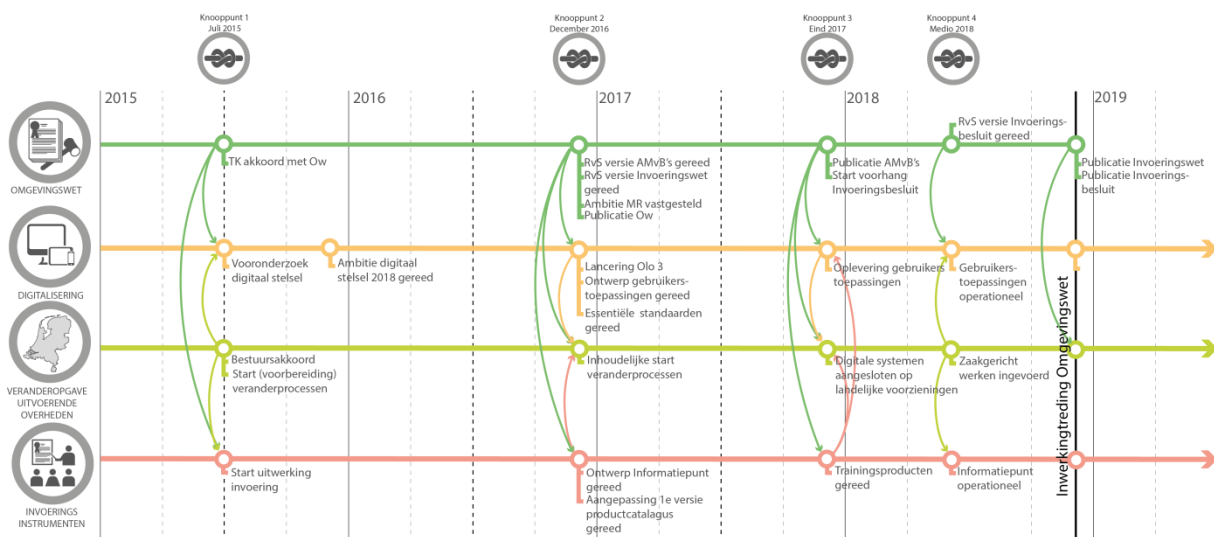 Knooppunt 1
Juli 2015
Knooppunt 2
December 2016
Knooppunt 3
Eind 2017
Knooppunt 4
Medio 2018
2015
2016
2017
2018
2019
OMGEVINGSWET
TK akkoord met Ow
RvS versie AMvB's gereed
RvS versie Invoeringswet
gereed
Ambitie MR vastgesteld
Publicatie Ow
Publicatie AMvB's
Start voorhang
Invoeringsbesluit
RvS versie Invoerings-
besluit gereed
Publicatie Invoeringswet
Publicatie Invoerings-
besluit
DIGITALISERING
Vooronderzoek
digitaal stelsel
Ambitie digitaal
stelsel 2018 gereed
Lancering Olo 3
Ontwerp gebruikers-
toepassingen gereed
Essentiële standaarden
gereed
Oplevering gebruikers
toepassingen
Gebruikers-
toepassingen
operationeel
VERANDEROPGAVE
UITVOERENDE
OVERHEDEN
Bestuursakkoord
Start (voorbereiding)
veranderprocessen
Inhoudelijke start
veranderprocessen
Digitale systemen
aangesloten op
landelijke voorzieningen
Zaakgericht
werken ingevoerd
Inwerkingtreding Omgevingswet
INVOERINGS
INSTRUMENTEN
Start uitwerking
invoering
Ontwerp Informatiepunt
gereed
Aangepassing 1e versie
productcatalagus
gereed
Trainingsproducten
gereed
Informatiepunt
operationeel